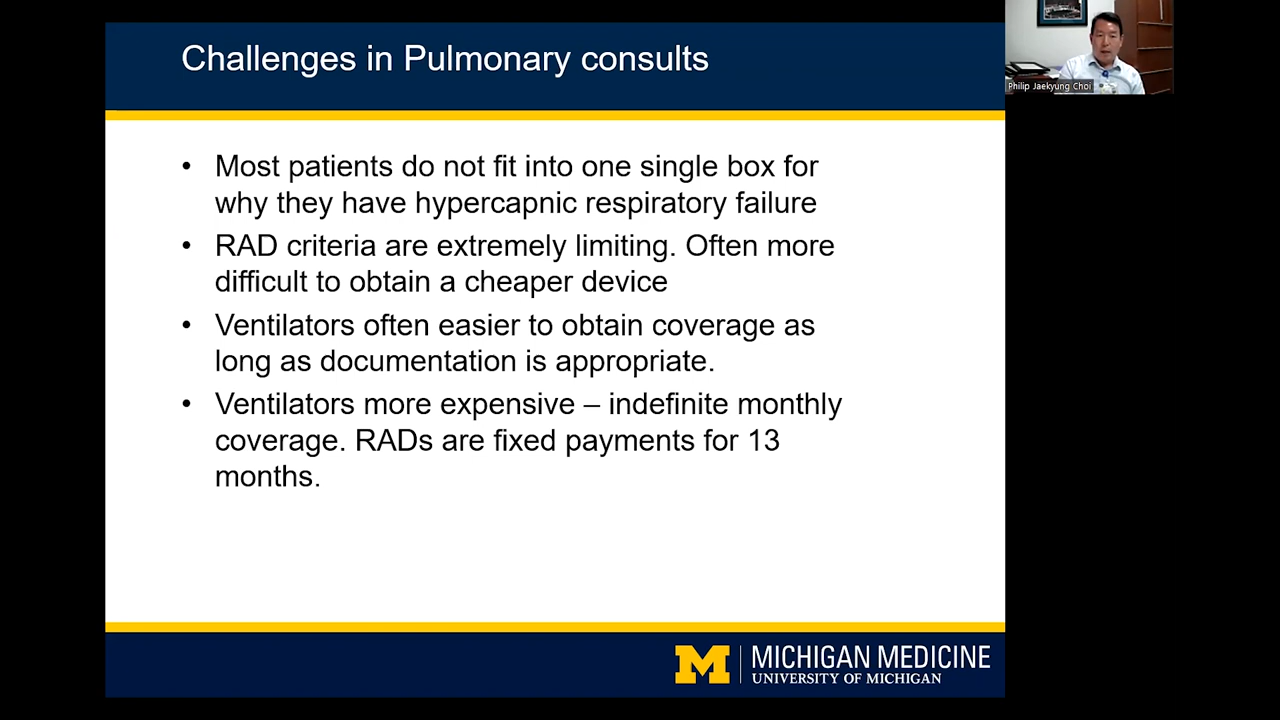 Challenges in Pulmonary consults
Philip Jaekyung Choi
• Most patients do not fit into one single box for
why they have hypercapnic respiratory failure
• RAD criteria are extremely limiting. Often more
difficult to obtain a cheaper device
• Ventilators often easier to obtain coverage as
long as documentation is appropriate.
• Ventilators more expensive – indefinite monthly
coverage. RADs are fixed payments for 13
months.
M
MICHIGAN MEDICINE
UNIVERSITY OF MICHIGAN